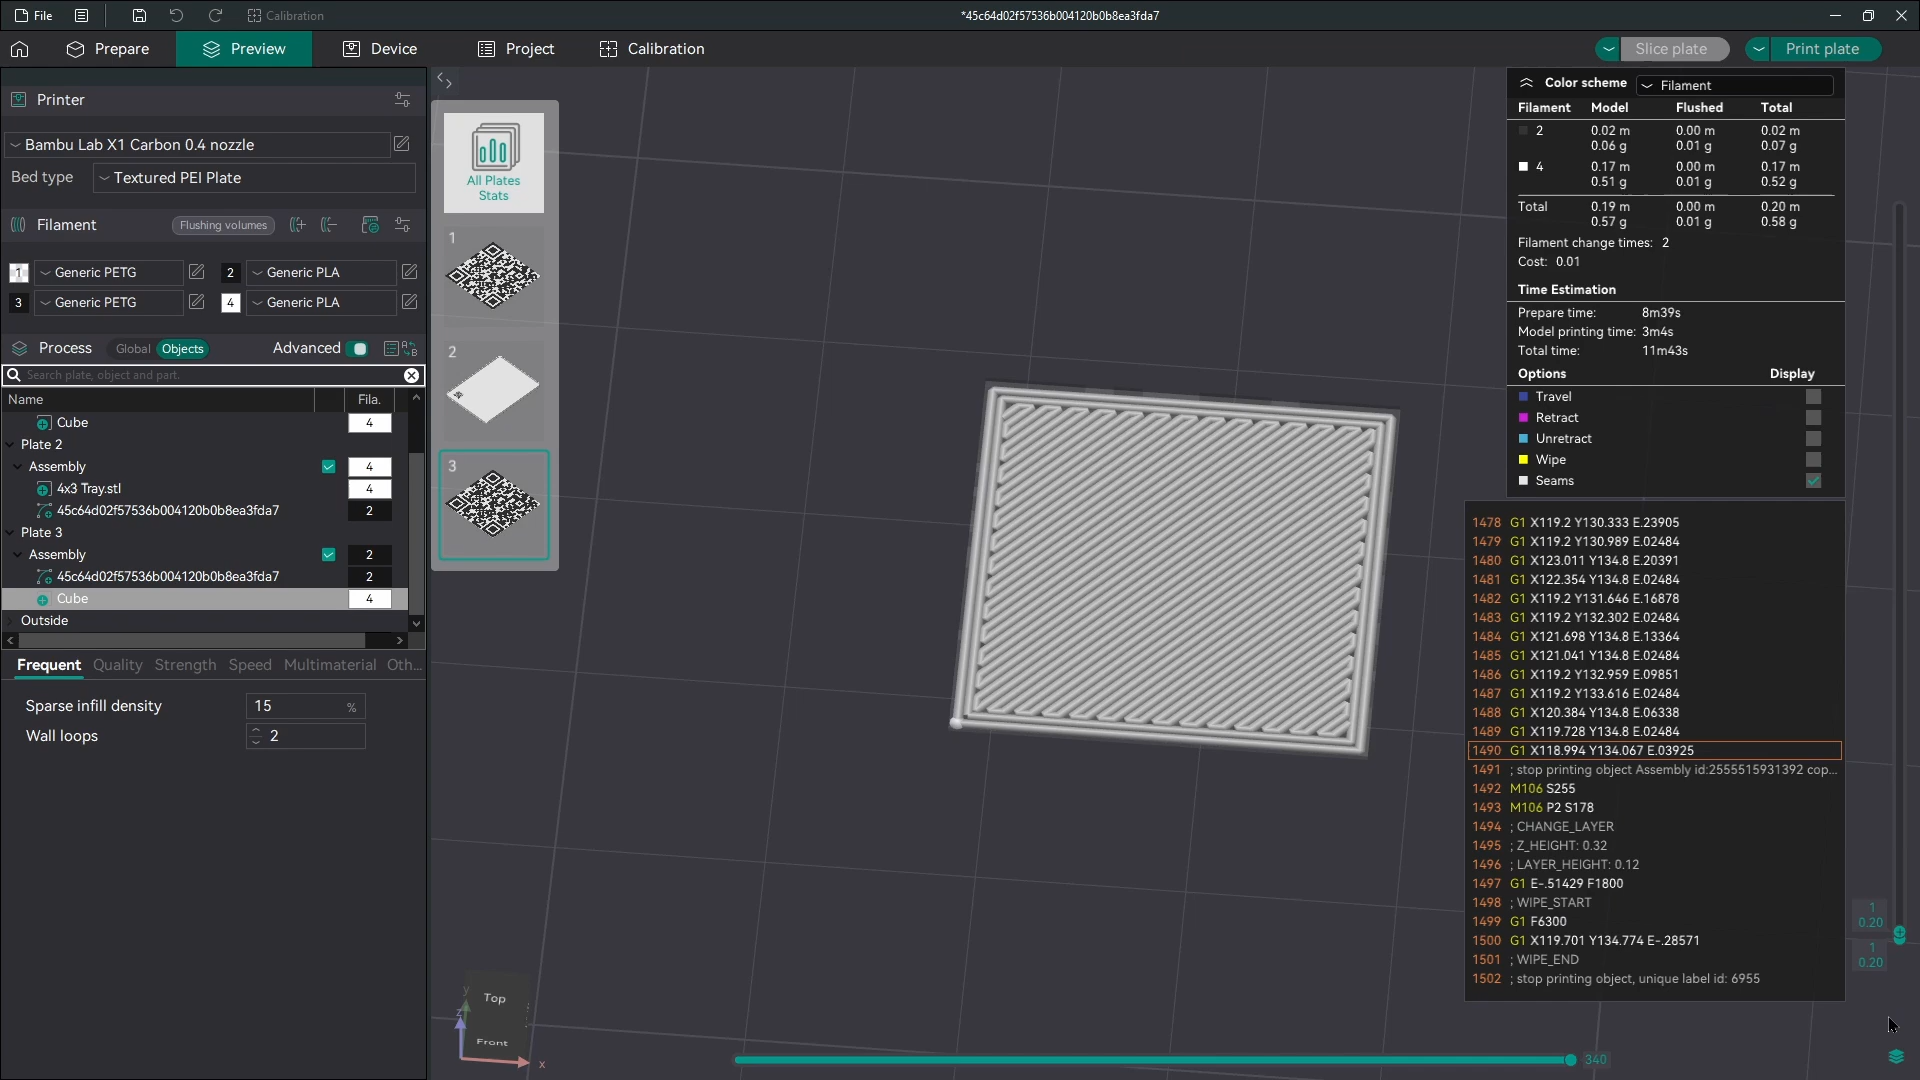 File
Calibration
*45c64d02f57536b004120b0b8ea3fda7
Prepare
Preview
Device
Project
Calibration
Slice plate
Print plate
Printer
Bambu Lab X1 Carbon 0.4 nozzle
Bed type
Textured PEI Plate
Filament
Flushing volumes
1 Generic PETG
2 Generic PLA
3 Generic PETG
4 Generic PLA
Process
Global
Objects
Advanced
Search plate, object and part.
Name
Fila.
Cube
4
Plate 2
Assembly
4
4x3 Tray.stl
4
45c64d02f57536b004120b0b8ea3fda7
2
Plate 3
Assembly
2
45c64d02f57536b004120b0b8ea3fda7
2
Cube
4
Outside
Frequent
Quality
Strength
Speed
Multimaterial
Oth...
Sparse infill density
15
%
Wall loops
2
All Plates
Stats
1
2
3
Color scheme
Filament
Filament Model Flushed Total
2 0.02 m 0.00 m 0.02 m
0.06 g 0.01 g 0.07 g
4 0.17 m 0.00 m 0.17 m
0.51 g 0.01 g 0.52 g
Total 0.19 m 0.00 m 0.20 m
0.57 g 0.01 g 0.58 g
Filament change times: 2
Cost: 0.01
Time Estimation
Prepare time: 8m39s
Model printing time: 3m4s
Total time: 11m43s
Options Display
Travel
Retract
Unretract
Wipe
Seams
1478 G1 X119.2 Y130.333 E.23905
1479 G1 X119.2 Y130.989 E.02484
1480 G1 X123.011 Y134.8 E.20391
1481 G1 X122.354 Y134.8 E.02484
1482 G1 X119.2 Y131.646 E.16878
1483 G1 X119.2 Y132.302 E.02484
1484 G1 X121.698 Y134.8 E.13364
1485 G1 X121.041 Y134.8 E.02484
1486 G1 X119.2 Y132.959 E.09851
1487 G1 X119.2 Y133.616 E.02484
1488 G1 X120.384 Y134.8 E.06338
1489 G1 X119.728 Y134.8 E.02484
1490 G1 X118.994 Y134.067 E.03925
1491 ; stop printing object Assembly id:2555515931392 cop...
1492 M106 S255
1493 M106 P2 S178
1494 ; CHANGE_LAYER
1495 ; Z_HEIGHT: 0.32
1496 ; LAYER_HEIGHT: 0.12
1497 G1 E-.51429 F1800
1498 ; WIPE_START
1499 G1 F6300
1500 G1 X119.701 Y134.774 E-.28571
1501 ; WIPE_END
1502 ; stop printing object, unique label id: 6955
1
0.20
1
0.20
Top
Front
y
z
x
340